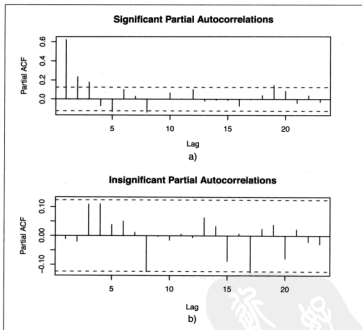 Significant Partial Autocorrelations
Partial ACF
0.6
0.4
0.2
0.0
5
10
15
20
Lag
a)
Insignificant Partial Autocorrelations
Partial ACF
0.10
0.00
−0.10
5
10
15
20
Lag
b)